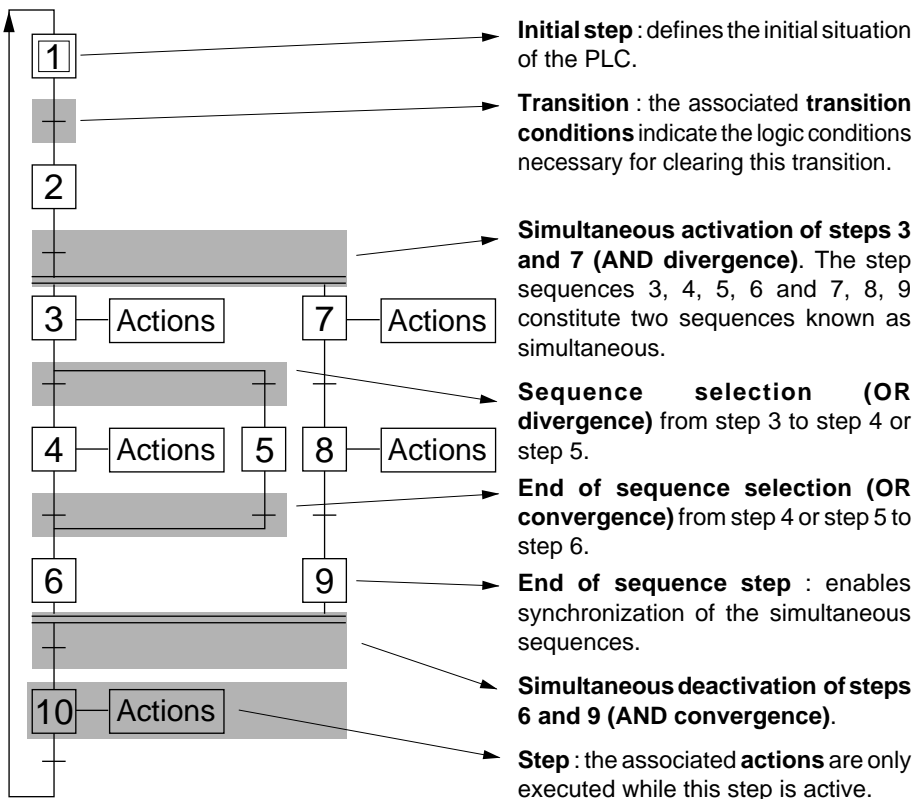 1
Initial step : defines the initial situation
of the PLC.
Transition : the associated transition
conditions indicate the logic conditions
necessary for clearing this transition.
2
Simultaneous activation of steps 3
and 7 (AND divergence). The step
sequences 3, 4, 5, 6 and 7, 8, 9
constitute two sequences known as
simultaneous.
3 Actions 7 Actions
Sequence selection (OR
divergence) from step 3 to step 4 or
step 5.
4 Actions 5 8 Actions
End of sequence selection (OR
convergence) from step 4 or step 5 to
step 6.
6 9
End of sequence step : enables
synchronization of the simultaneous
sequences.
Simultaneous deactivation of steps
6 and 9 (AND convergence).
10 Actions
Step : the associated actions are only
executed while this step is active.